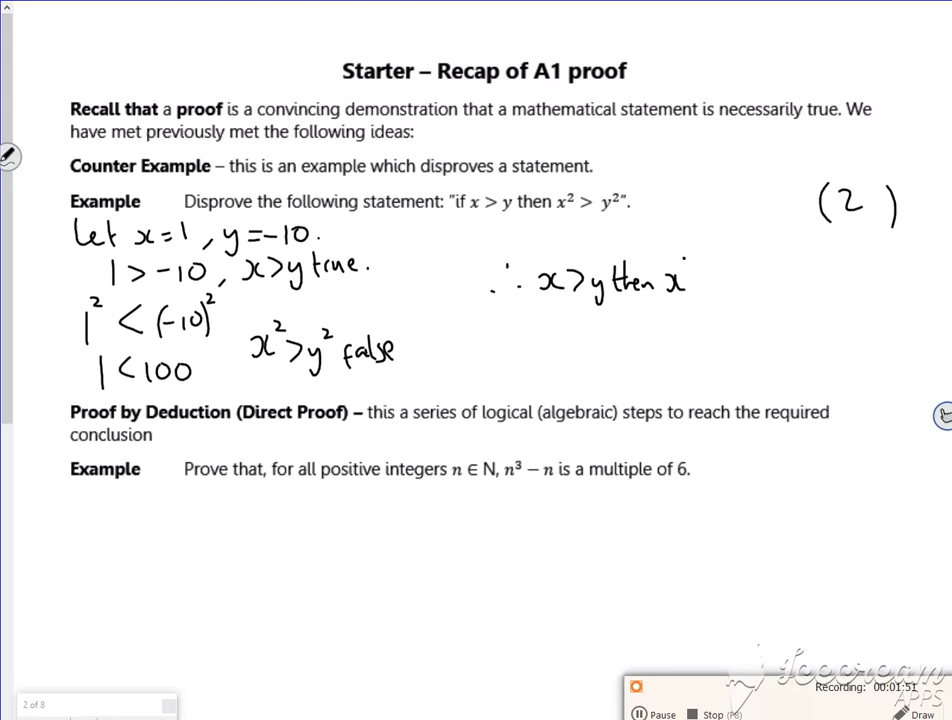 Starter – Recap of A1 proof
Recall that a proof is a convincing demonstration that a mathematical statement is necessarily true. We
have met previously met the following ideas:
Counter Example – this is an example which disproves a statement.
Example Disprove the following statement: "if x > y then x² > y²".
(2 )
Let x=1 , y=-10.
1 > -10 , x>y true.
∴ x>y then x
1² < (-10)²
x²>y² false
1 < 100
Proof by Deduction (Direct Proof) – this a series of logical (algebraic) steps to reach the required
conclusion
Example Prove that, for all positive integers n ∈ N, n³ − n is a multiple of 6.
2 of 8
Icecream
APPS
Recording: 00:01:51
Pause Stop (F8) Draw